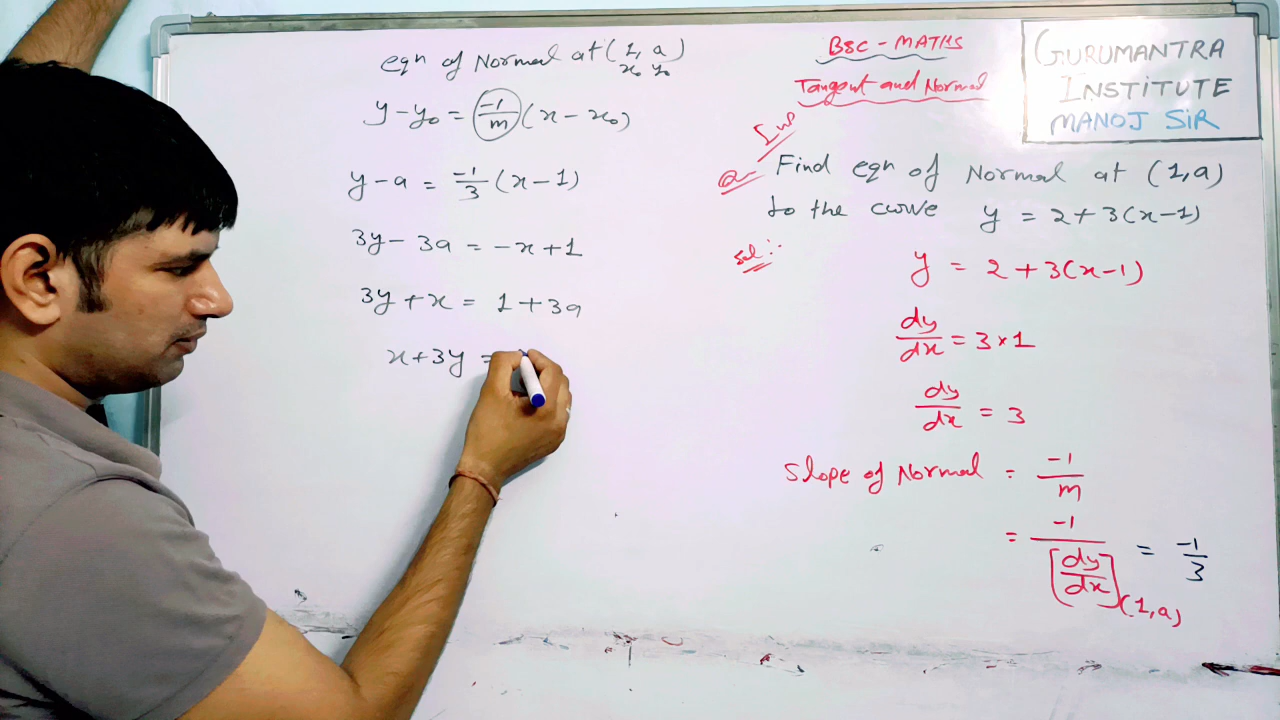 eqn of Normal at (1, a)
x₀ y₀
y-y₀ = (-1/m) (x - x₀)
y-a = -1/3 (x-1)
3y - 3a = -x+1
3y+x = 1+3a
x+3y =
BSC - MATHS
Tangent and Normal
GURUMANTRA
INSTITUTE
MANOJ SIR
Imp
Q- Find eqn of Normal at (1,a)
to the curve y = 2+3(x-1)
Sol:-
y = 2+3(x-1)
dy/dx = 3×1
dy/dx = 3
Slope of Normal = -1/m
= -1/[dy/dx](1,a) = -1/3